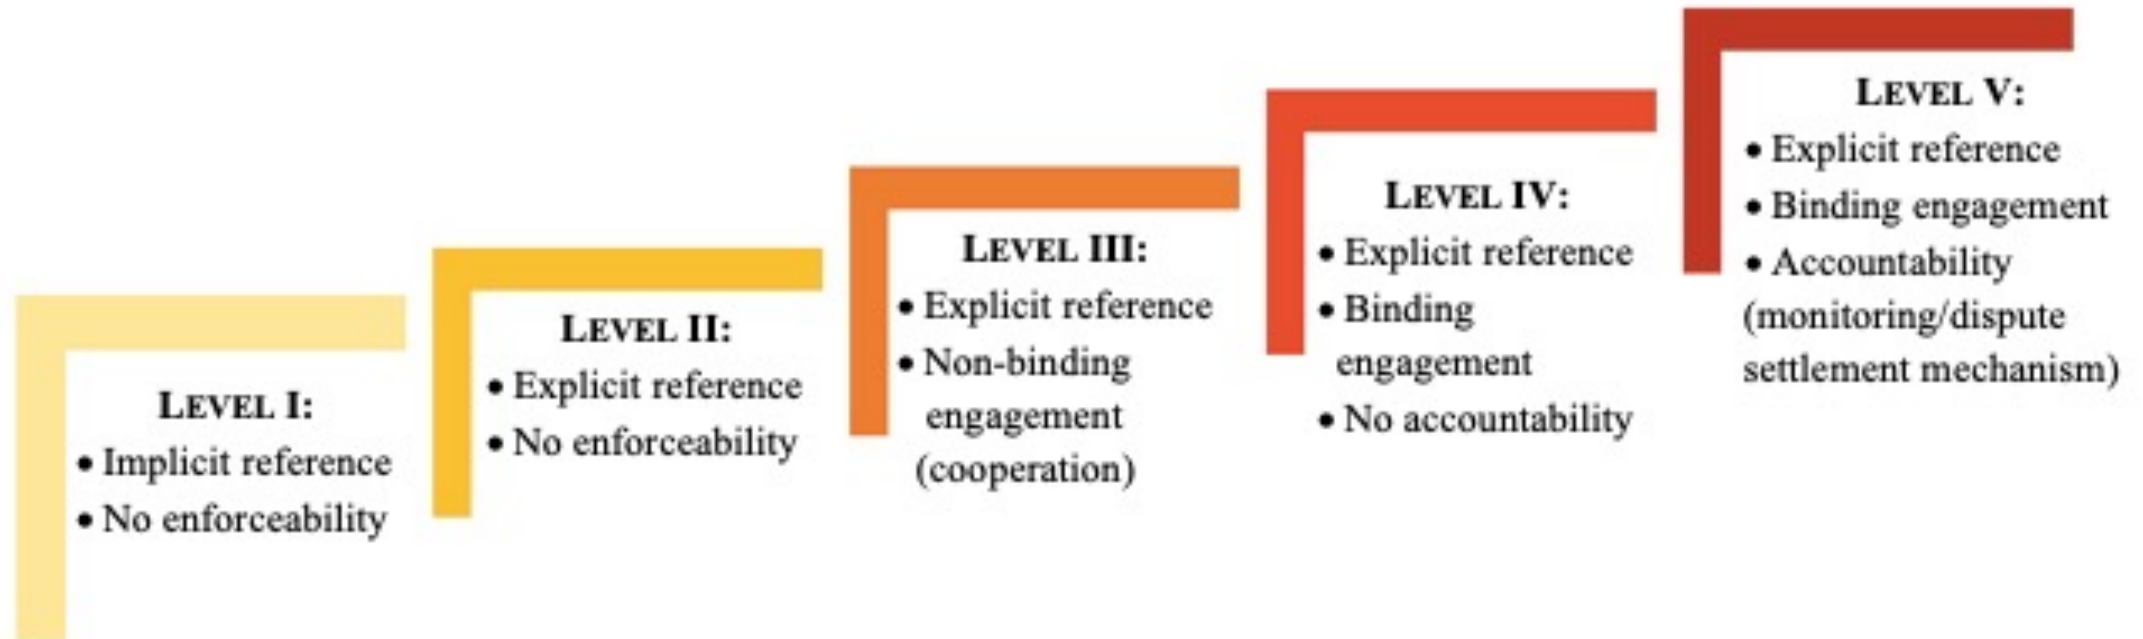 LEVEL I:
• Implicit reference
• No enforceability
LEVEL II:
• Explicit reference
• No enforceability
LEVEL III:
• Explicit reference
• Non-binding
engagement
(cooperation)
LEVEL IV:
• Explicit reference
• Binding
engagement
• No accountability
LEVEL V:
• Explicit reference
• Binding engagement
• Accountability
(monitoring/dispute
settlement mechanism)